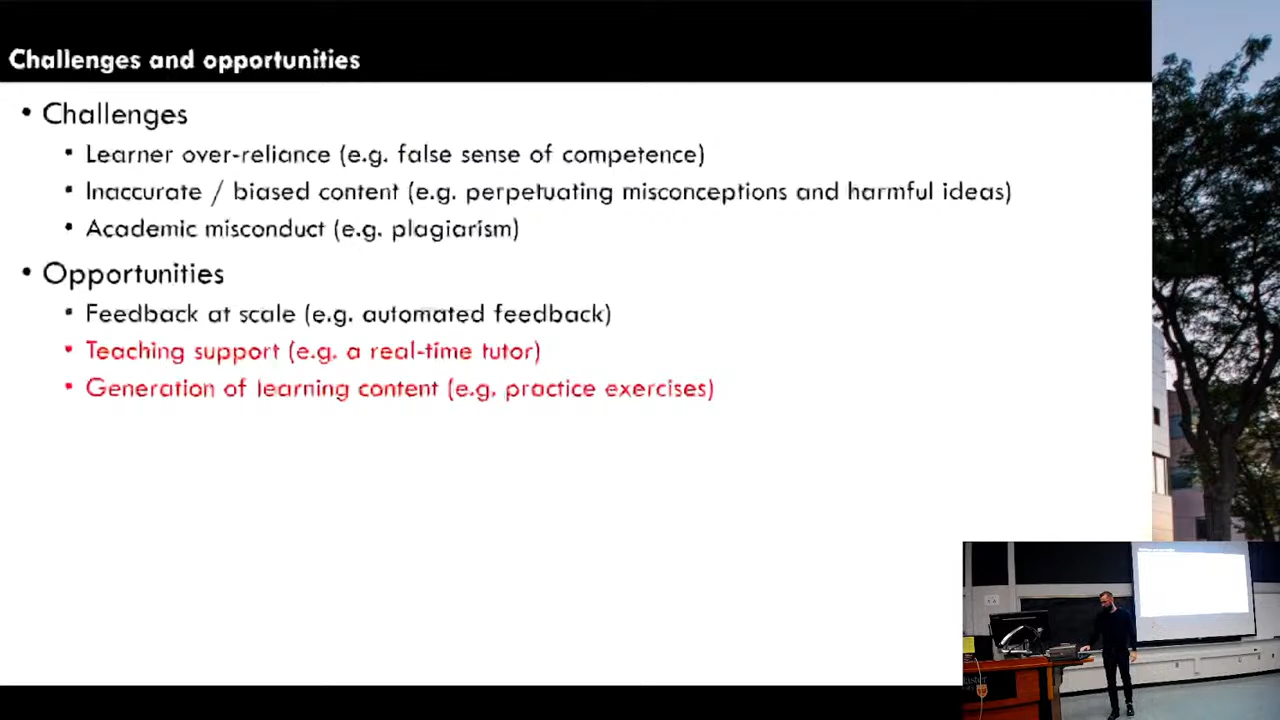 Challenges and opportunities
• Challenges
▪ Learner over-reliance (e.g. false sense of competence)
▪ Inaccurate / biased content (e.g. perpetuating misconceptions and harmful ideas)
▪ Academic misconduct (e.g. plagiarism)
• Opportunities
▪ Feedback at scale (e.g. automated feedback)
▪ Teaching support (e.g. a real-time tutor)
▪ Generation of learning content (e.g. practice exercises)